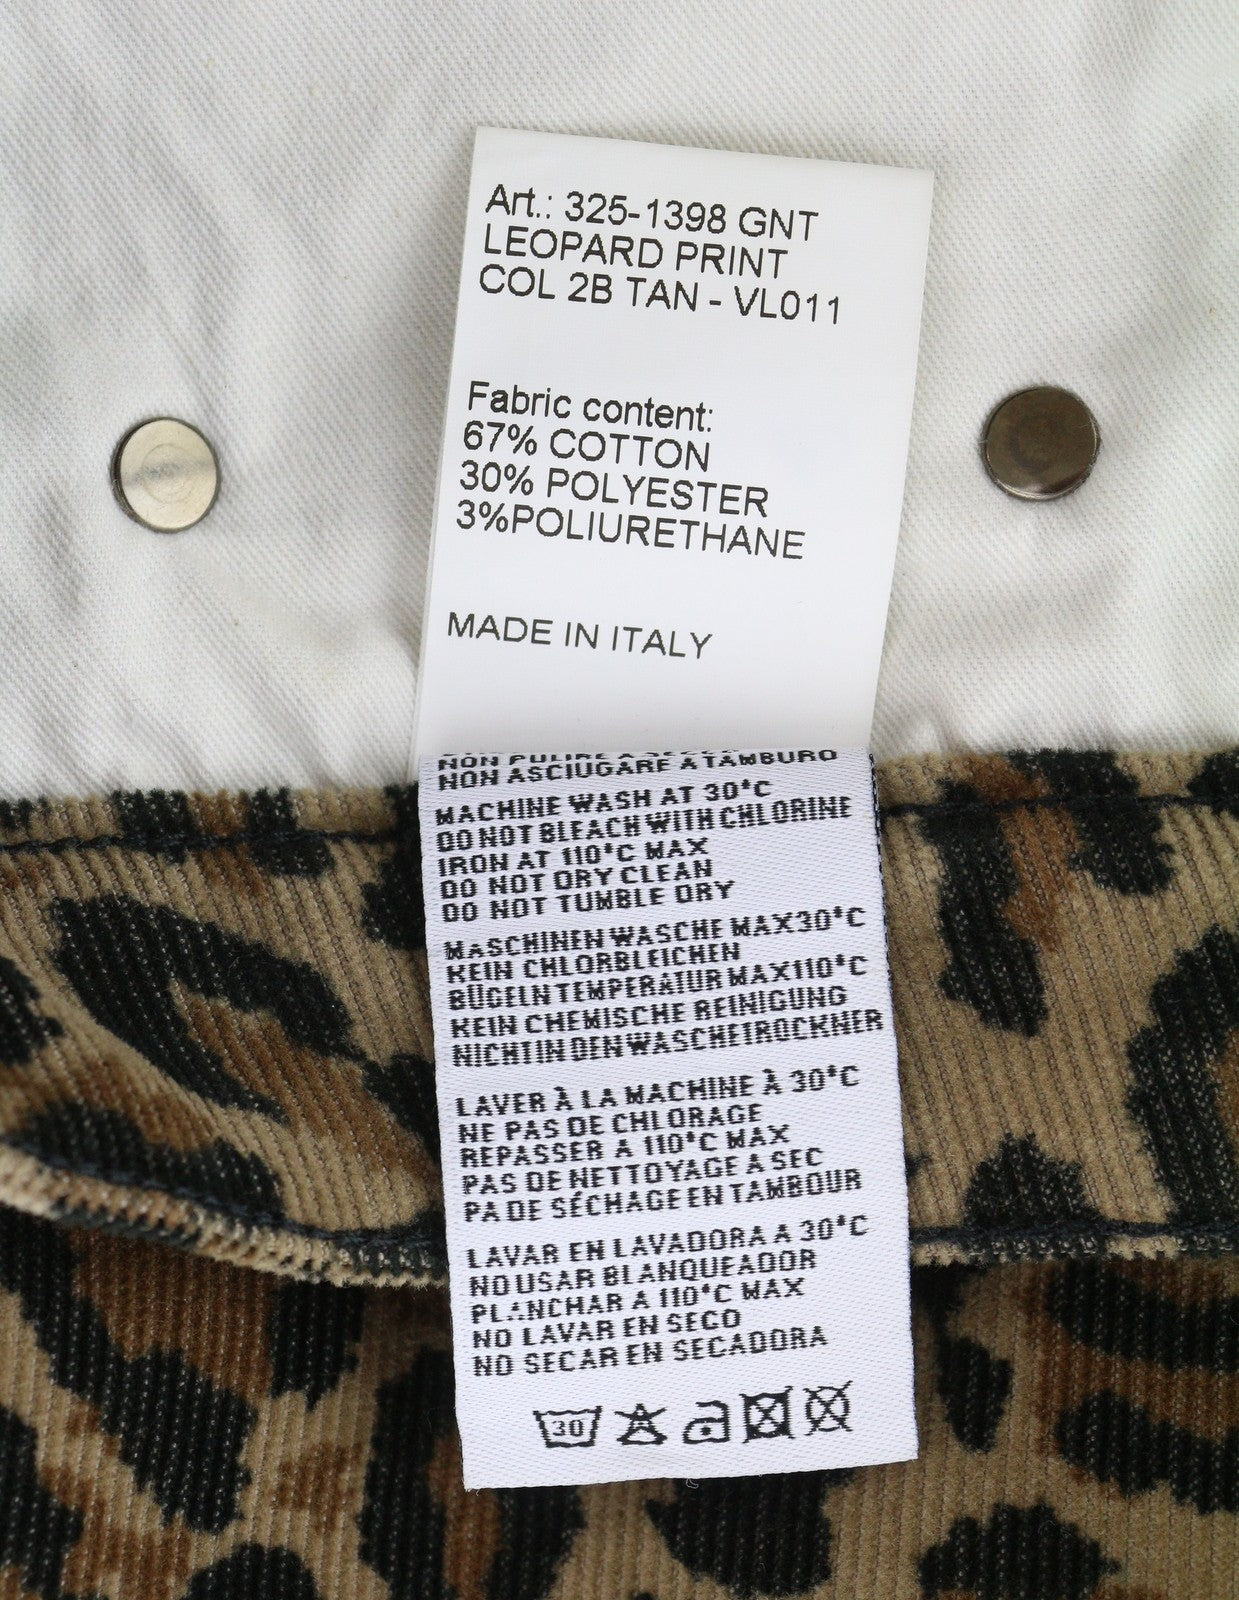 Art.: 325-1398 GNT
LEOPARD PRINT
COL 2B TAN - VL011
Fabric content:
67% COTTON
30% POLYESTER
3%POLIURETHANE
MADE IN ITALY
NON PULIRE A SECCO
NON ASCIUGARE A TAMBURO
MACHINE WASH AT 30°C
DO NOT BLEACH WITH CHLORINE
IRON AT 110°C MAX
DO NOT DRY CLEAN
DO NOT TUMBLE DRY
MASCHINEN WASCHE MAX30°C
KEIN CHLORBLEICHEN
BÜGELN TEMPERATUR MAX110°C
KEIN CHEMISCHE REINIGUNG
NICHT IN DEN WASCHETROCKNER
LAVER À LA MACHINE À 30°C
NE PAS DE CHLORAGE
REPASSER A 110°C MAX
PAS DE NETTOYAGE A SEC
PA DE SÉCHAGE EN TAMBOUR
LAVAR EN LAVADORA A 30°C
NO USAR BLANQUEADOR
PLANCHAR A 110°C MAX
NO LAVAR EN SECO
NO SECAR EN SECADORA
30